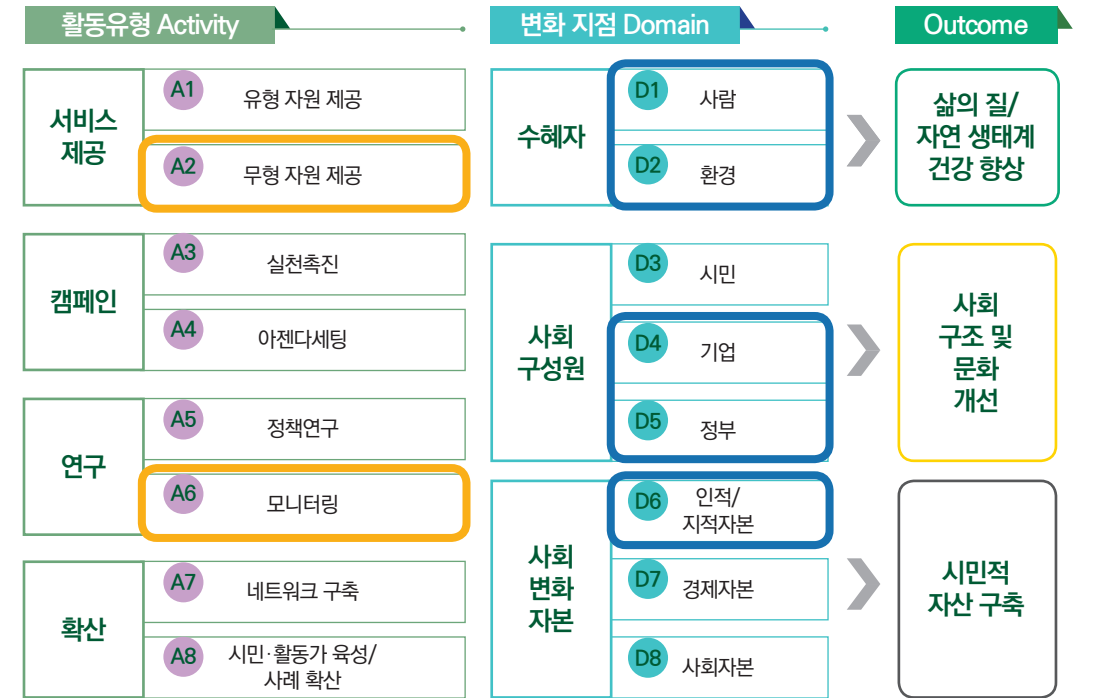 활동유형 Activity
변화 지점 Domain
Outcome
서비스
제공
A1
유형 자원 제공
A2
무형 자원 제공
캠페인
A3
실천촉진
A4
아젠다세팅
연구
A5
정책연구
A6
모니터링
확산
A7
네트워크 구축
A8
시민·활동가 육성/
사례 확산
수혜자
D1
사람
D2
환경
사회
구성원
D3
시민
D4
기업
D5
정부
사회
변화
자본
D6
인적/
지적자본
D7
경제자본
D8
사회자본
삶의 질/
자연 생태계
건강 향상
사회
구조 및
문화
개선
시민적
자산 구축